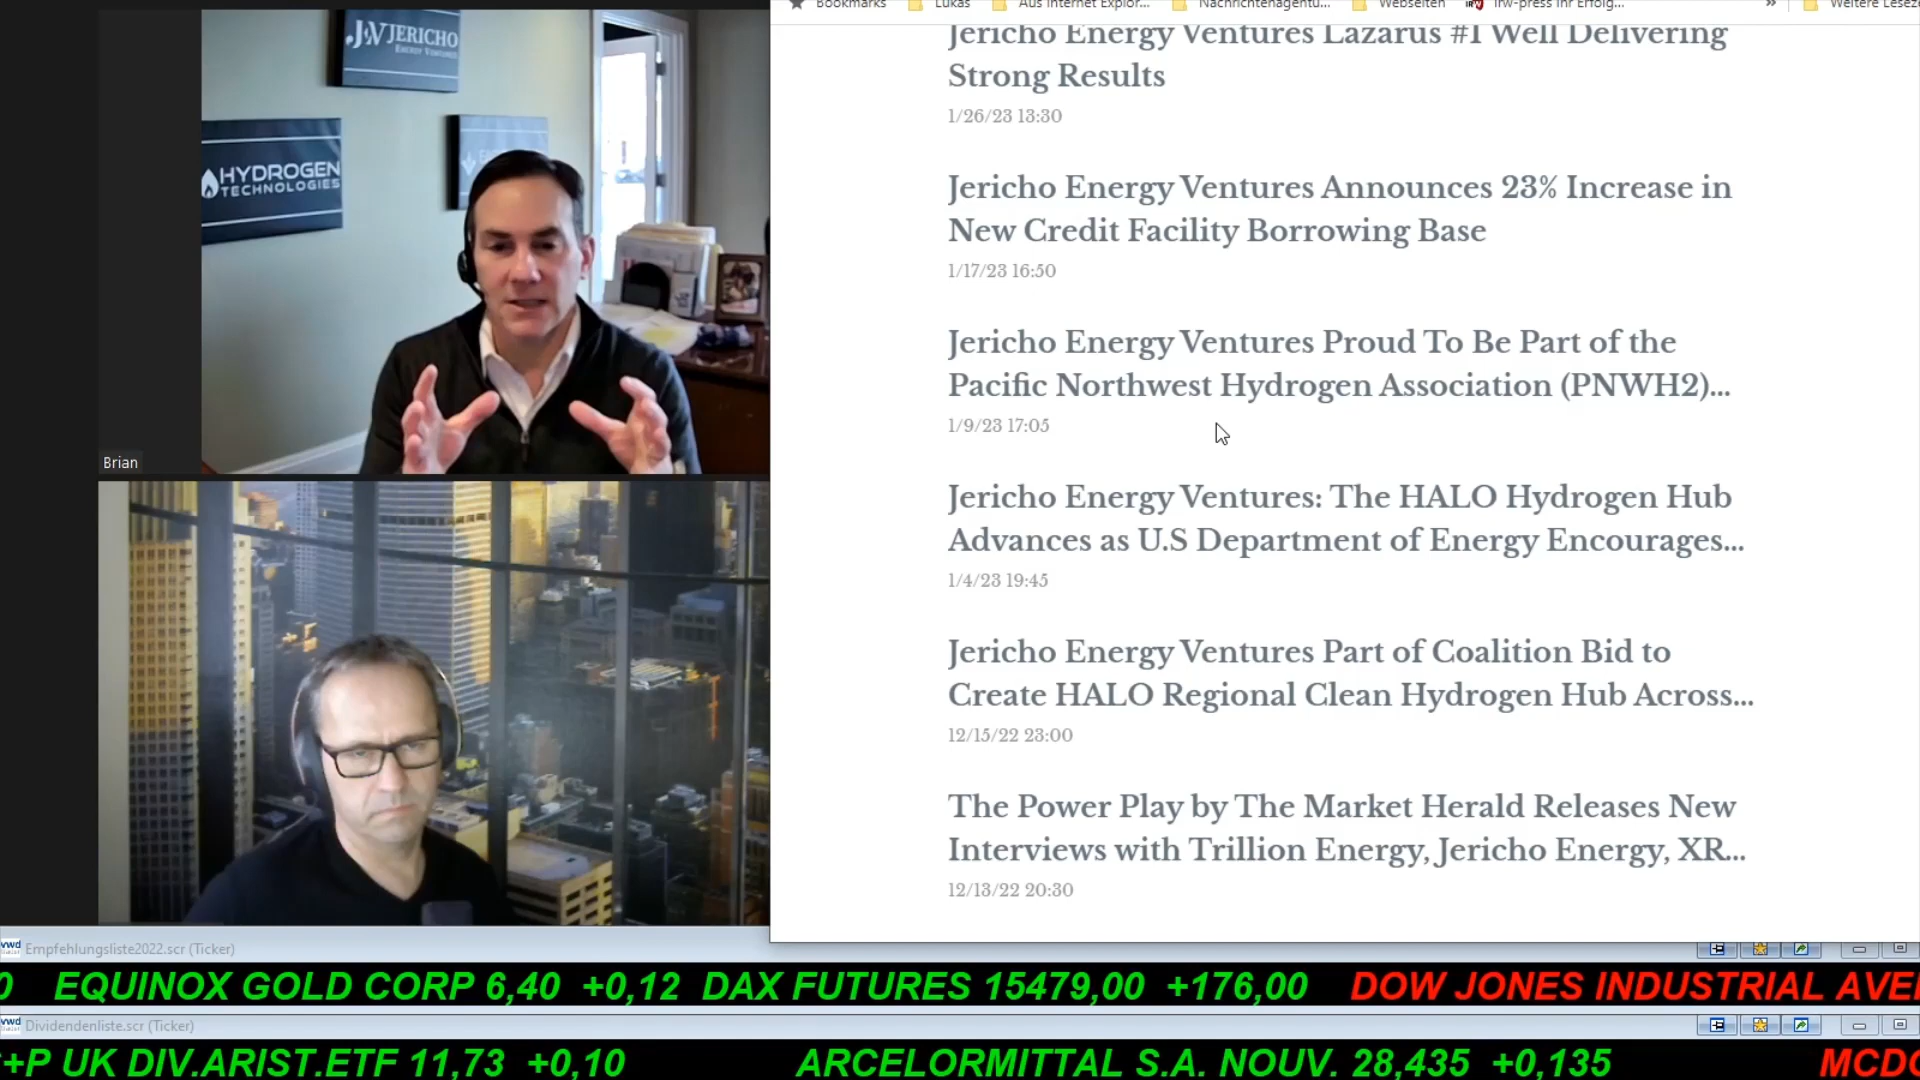 Bookmarks
Lukas
Aus Internet Explor...
Nachrichtenagentu...
Webseiten
Irw-press Ihr Erfolg...
»
JERICHO
ENERGY VENTURES
HYDROGEN
TECHNOLOGIES
Brian
Jericho Energy Ventures Lazarus #1 Well Delivering
Strong Results
1/26/23 13:30
Jericho Energy Ventures Announces 23% Increase in
New Credit Facility Borrowing Base
1/17/23 16:50
Jericho Energy Ventures Proud To Be Part of the
Pacific Northwest Hydrogen Association (PNWH2)...
1/9/23 17:05
Jericho Energy Ventures: The HALO Hydrogen Hub
Advances as U.S Department of Energy Encourages...
1/4/23 19:45
Jericho Energy Ventures Part of Coalition Bid to
Create HALO Regional Clean Hydrogen Hub Across...
12/15/22 23:00
The Power Play by The Market Herald Releases New
Interviews with Trillion Energy, Jericho Energy, XR...
12/13/22 20:30
vwd Empfehlungsliste2022.scr (Ticker)
0 EQUINOX GOLD CORP 6,40 +0,12 DAX FUTURES 15479,00 +176,00 DOW JONES INDUSTRIAL AVE
vwd Dividendenliste.scr (Ticker)
+P UK DIV.ARIST.ETF 11,73 +0,10 ARCELORMITTAL S.A. NOUV. 28,435 +0,135 MCD